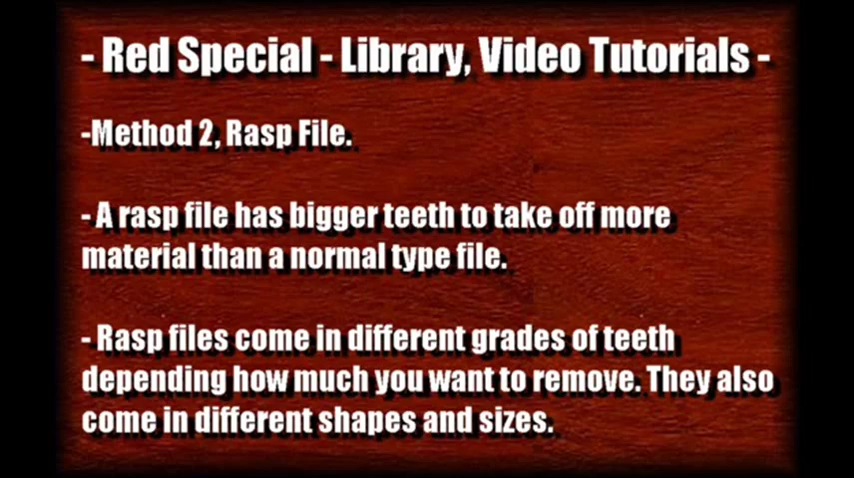 - Red Special - Library, Video Tutorials -
-Method 2, Rasp File.
- A rasp file has bigger teeth to take off more
material than a normal type file.
- Rasp files come in different grades of teeth
depending how much you want to remove. They also
come in different shapes and sizes.